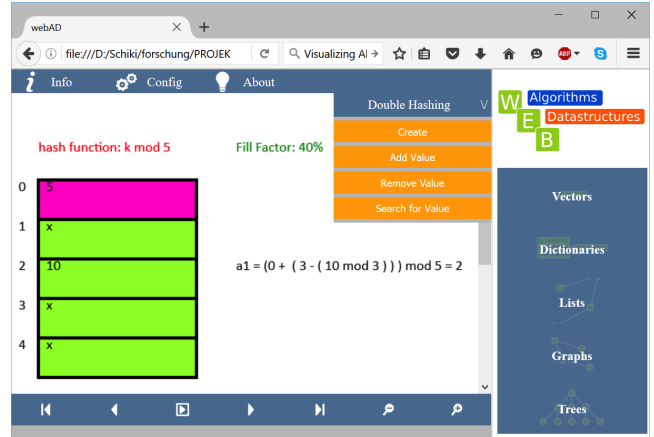 webAD
file:///D:/Schiki/forschung/PROJEK
Visualizing Al
ABP
S
i Info
Config
About
Double Hashing V
Create
Add Value
Remove Value
Search for Value
hash function: k mod 5
Fill Factor: 40%
0 5
1 x
2 10
3 x
4 x
a1 = (0 + ( 3 - ( 10 mod 3 ) ) ) mod 5 = 2
W Algorithms
E Datastructures
B
Vectors
Dictionaries
Lists
Graphs
Trees